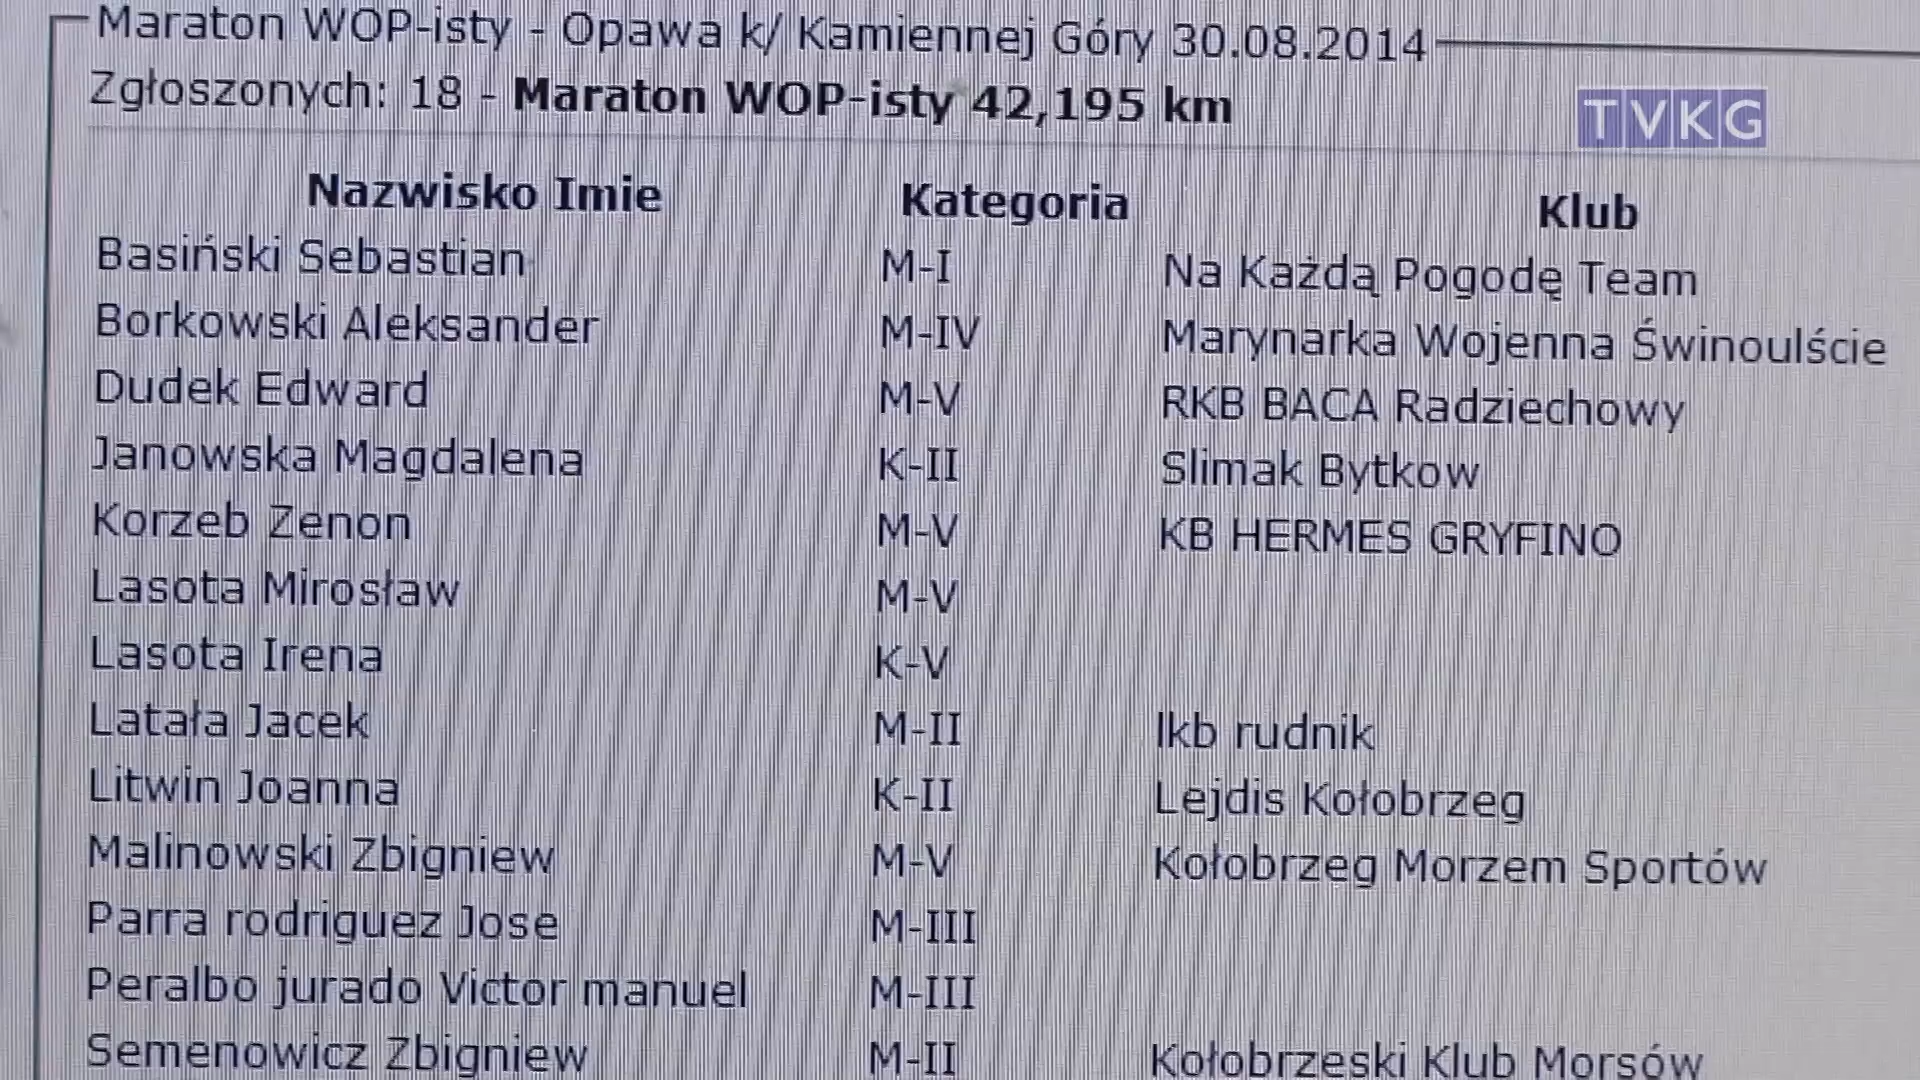 Maraton WOP-isty - Opawa k/ Kamiennej Góry 30.08.2014
Zgłoszonych: 18 - Maraton WOP-isty 42,195 km
TVKG
Nazwisko Imie Kategoria Klub
Basiński Sebastian M-I Na Każdą Pogodę Team
Borkowski Aleksander M-IV Marynarka Wojenna Świnoulście
Dudek Edward M-V RKB BACA Radziechowy
Janowska Magdalena K-II Slimak Bytkow
Korzeb Zenon M-V KB HERMES GRYFINO
Lasota Mirosław M-V
Lasota Irena K-V
Latała Jacek M-II lkb rudnik
Litwin Joanna K-II Lejdis Kołobrzeg
Malinowski Zbigniew M-V Kołobrzeg Morzem Sportów
Parra rodriguez Jose M-III
Peralbo jurado Victor manuel M-III
Semenowicz Zbigniew M-II Kołobrzeski Klub Morsów